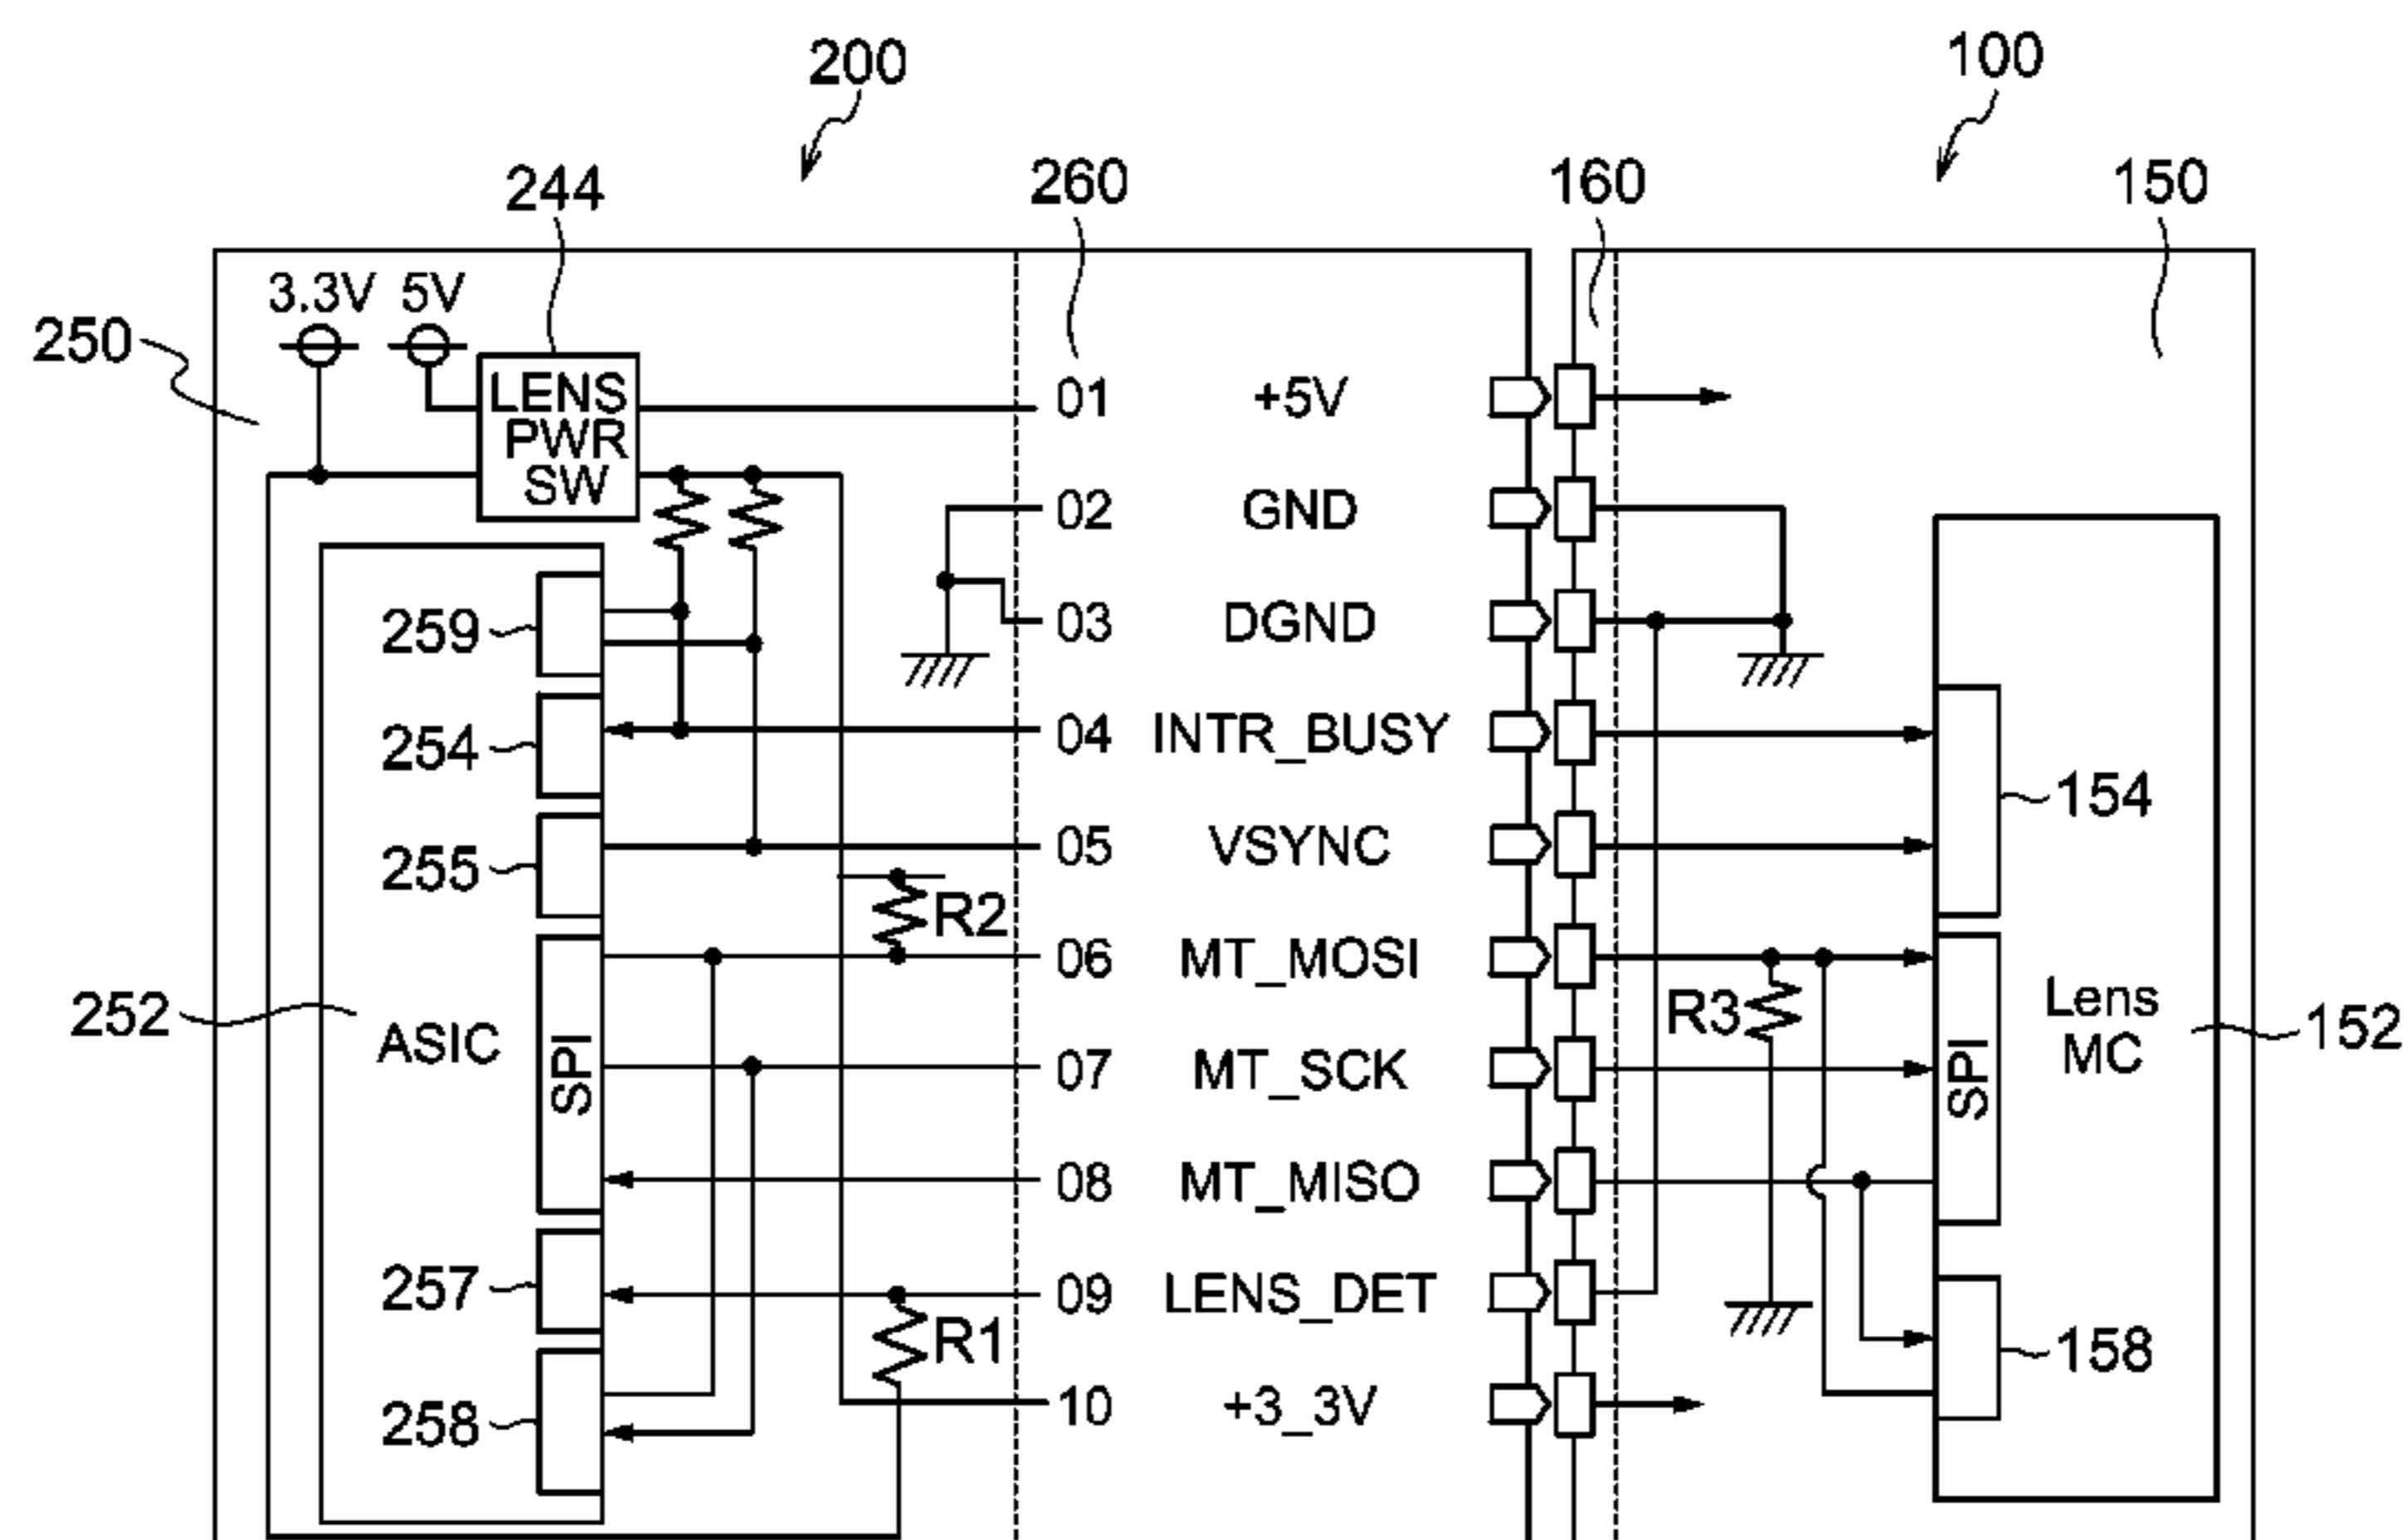 200
100
244
260
160
150
3.3V 5V
250
LENS
PWR
SW
01 +5V
02 GND
03 DGND
259
04 INTR_BUSY
254
154
05 VSYNC
255
R2
06 MT_MOSI
252
ASIC
SPI
R3
SPI
Lens
MC
152
07 MT_SCK
08 MT_MISO
257
09 LENS_DET
R1
158
10 +3_3V
258